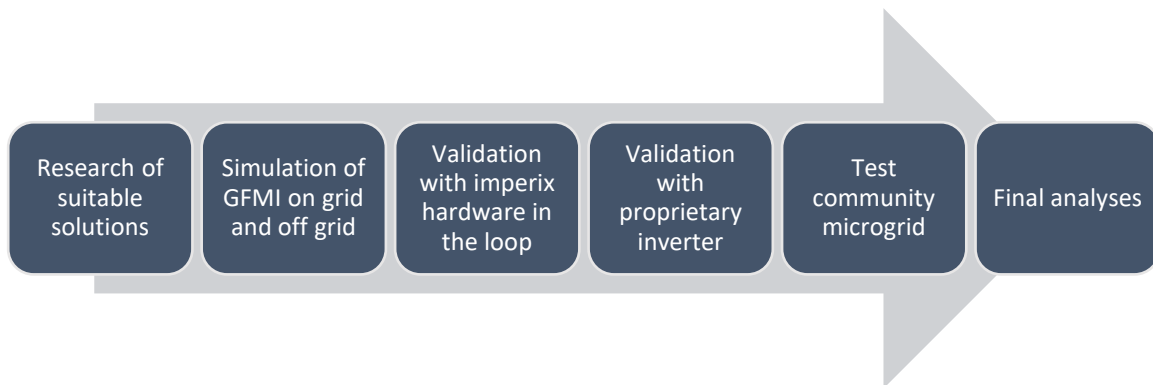 Research of
suitable
solutions
Simulation of
GFMI on grid
and off grid
Validation
with imperix
hardware in
the loop
Validation
with
proprietary
inverter
Test
community
microgrid
Final analyses